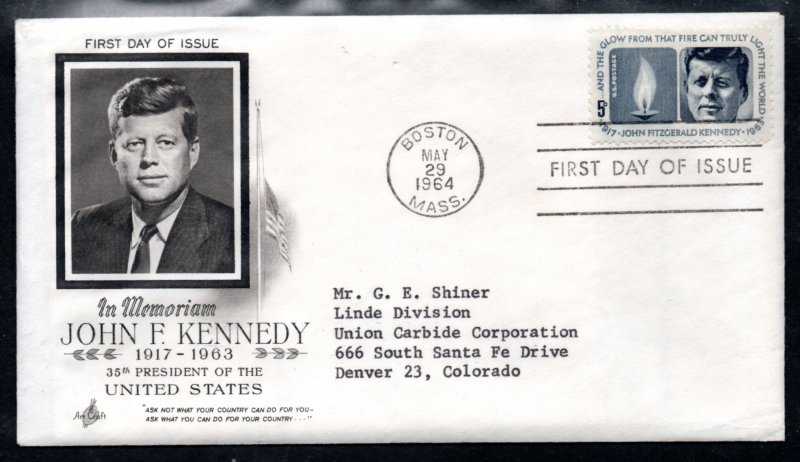 FIRST DAY OF ISSUE
In Memoriam
JOHN F. KENNEDY
1917-1963
35th PRESIDENT OF THE
UNITED STATES
Art Craft
"ASK NOT WHAT YOUR COUNTRY CAN DO FOR YOU-
ASK WHAT YOU CAN DO FOR YOUR COUNTRY---"
BOSTON
MAY
29
1964
MASS.
AND THE GLOW FROM THAT FIRE CAN TRULY LIGHT THE WORLD
U.S. POSTAGE
5¢
1917 • JOHN FITZGERALD KENNEDY • 1963
FIRST DAY OF ISSUE
Mr. G. E. Shiner
Linde Division
Union Carbide Corporation
666 South Santa Fe Drive
Denver 23, Colorado